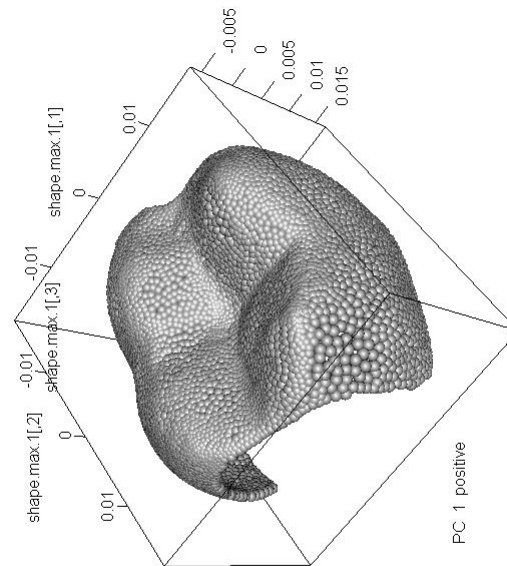 shape.max.1[,1]
-0.01
0
0.01
-0.005
0
0.005
0.01
0.015
shape.max.1[,3]
-0.01
0
0.01
shape.max.1[,2]
PC 1 positive